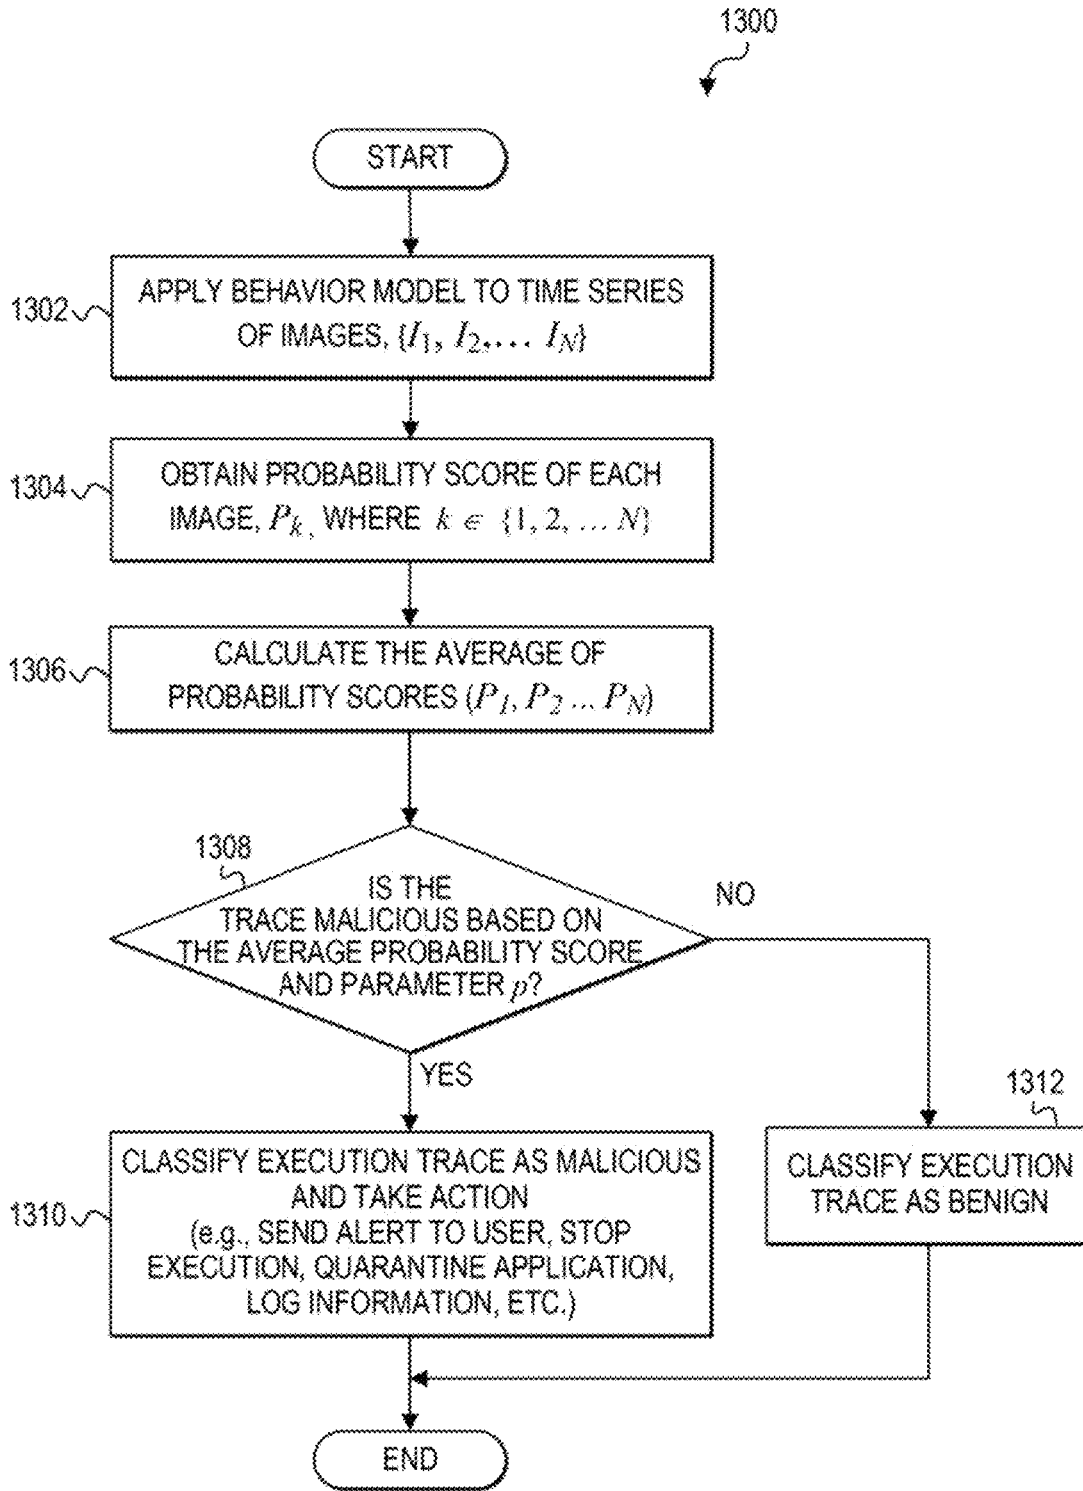 1300
START
1302
APPLY BEHAVIOR MODEL TO TIME SERIES
OF IMAGES, {I1, I2,... IN}
1304
OBTAIN PROBABILITY SCORE OF EACH
IMAGE, Pk, WHERE k ∈ {1, 2, ... N}
1306
CALCULATE THE AVERAGE OF
PROBABILITY SCORES (P1, P2 ... PN)
1308
IS THE
TRACE MALICIOUS BASED ON
THE AVERAGE PROBABILITY SCORE
AND PARAMETER p?
NO
YES
1310
CLASSIFY EXECUTION TRACE AS MALICIOUS
AND TAKE ACTION
(e.g., SEND ALERT TO USER, STOP
EXECUTION, QUARANTINE APPLICATION,
LOG INFORMATION, ETC.)
1312
CLASSIFY EXECUTION
TRACE AS BENIGN
END